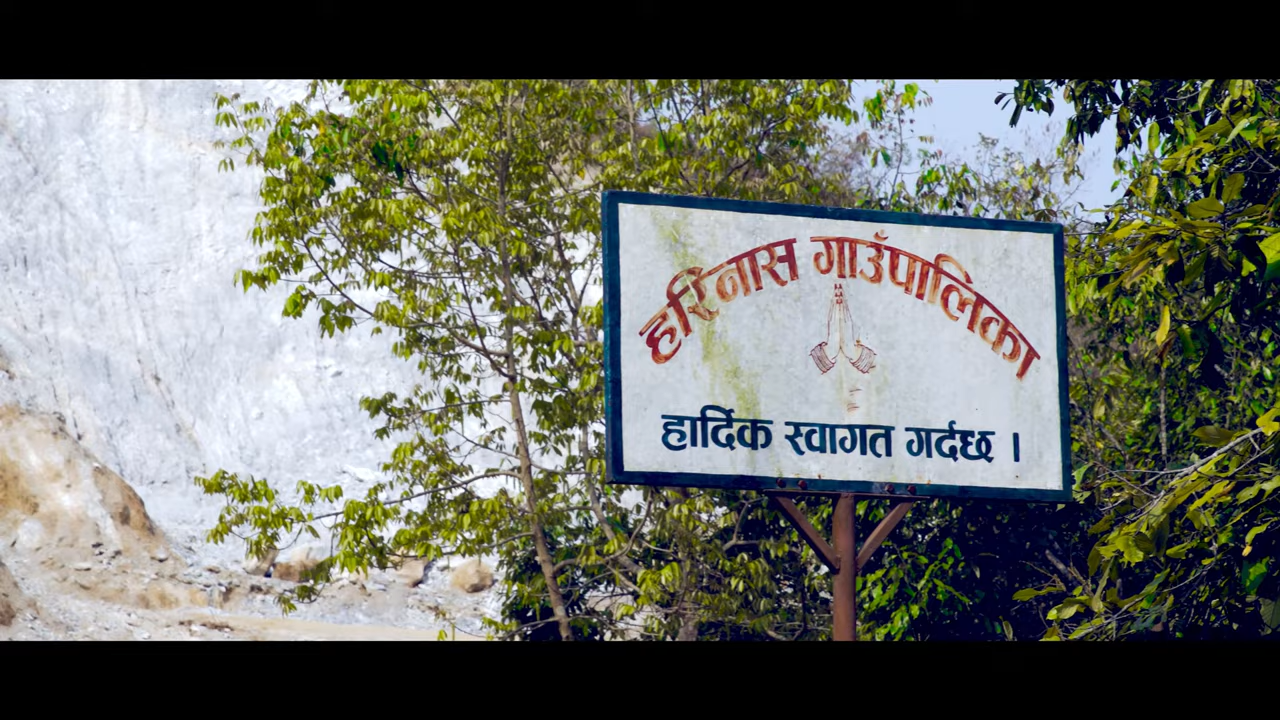 हरिनास गाउँपालिका
हार्दिक स्वागत गर्दछ ।